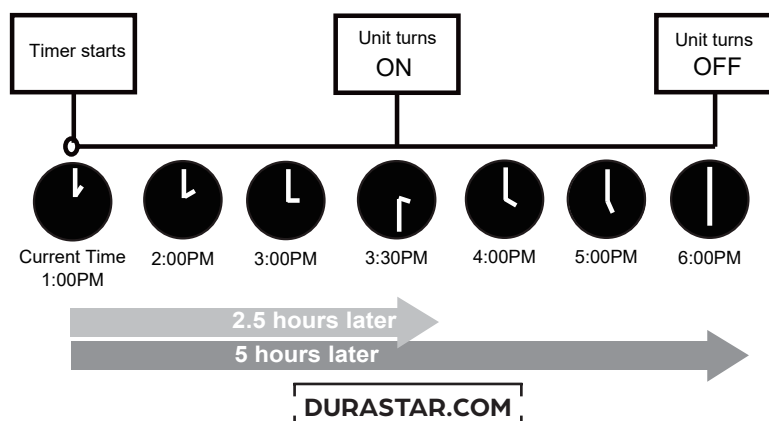 Timer starts
Unit turns
ON
Unit turns
OFF
Current Time
1:00PM
2:00PM
3:00PM
3:30PM
4:00PM
5:00PM
6:00PM
2.5 hours later
5 hours later
DURASTAR.COM